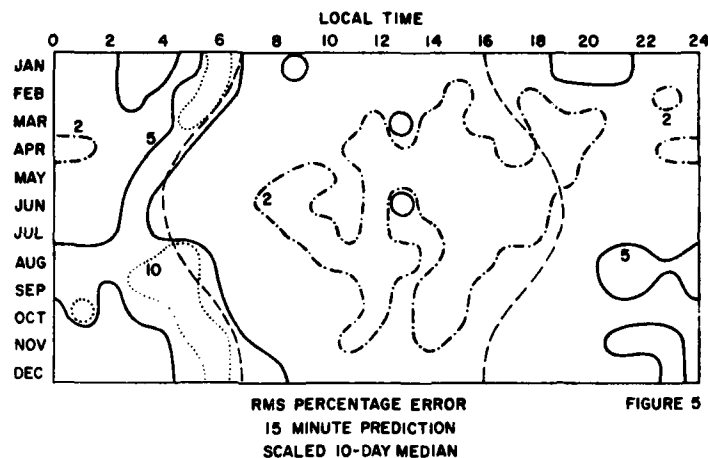 LOCAL TIME
0 2 4 6 8 10 12 14 16 18 20 22 24
JAN
FEB
MAR
APR
MAY
JUN
JUL
AUG
SEP
OCT
NOV
DEC
2
5
2
10
2
5
RMS PERCENTAGE ERROR
FIGURE 5
15 MINUTE PREDICTION
SCALED 10-DAY MEDIAN